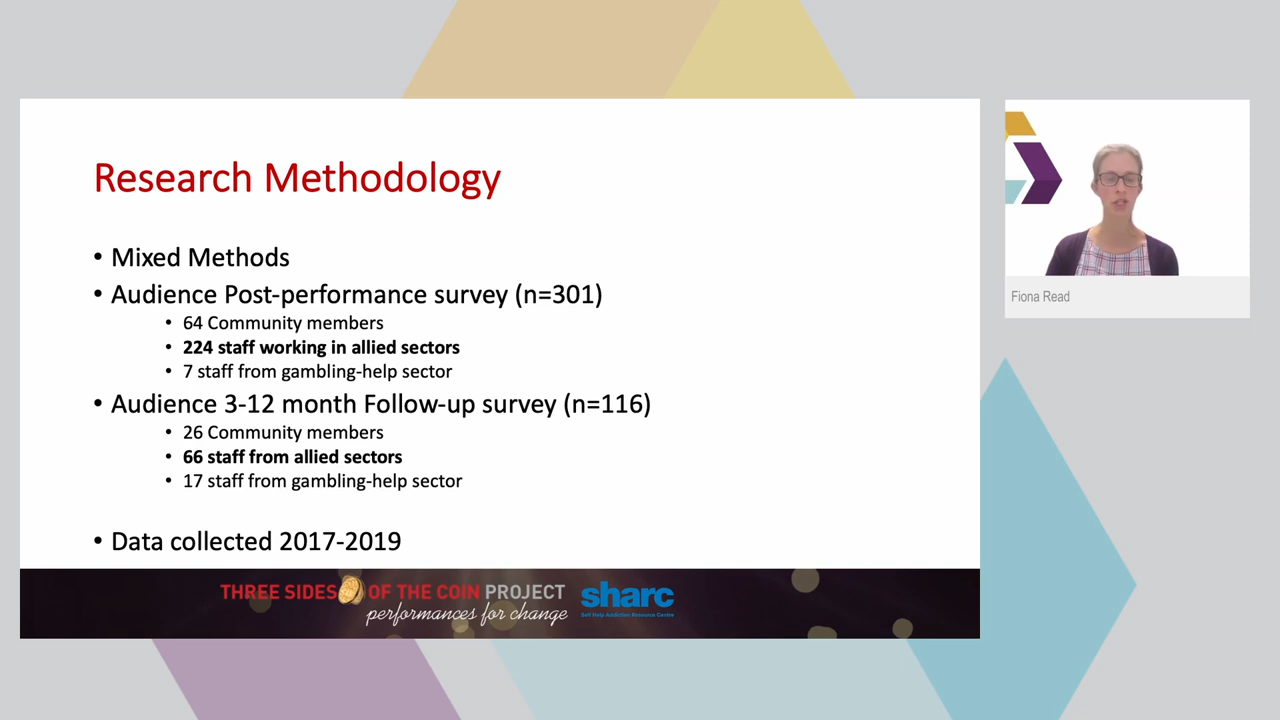 Research Methodology
• Mixed Methods
• Audience Post-performance survey (n=301)
• 64 Community members
• 224 staff working in allied sectors
• 7 staff from gambling-help sector
• Audience 3-12 month Follow-up survey (n=116)
• 26 Community members
• 66 staff from allied sectors
• 17 staff from gambling-help sector
• Data collected 2017-2019
THREE SIDES OF THE COIN PROJECT
performances for change
sharc
Self Help Addiction Resource Centre
Fiona Read